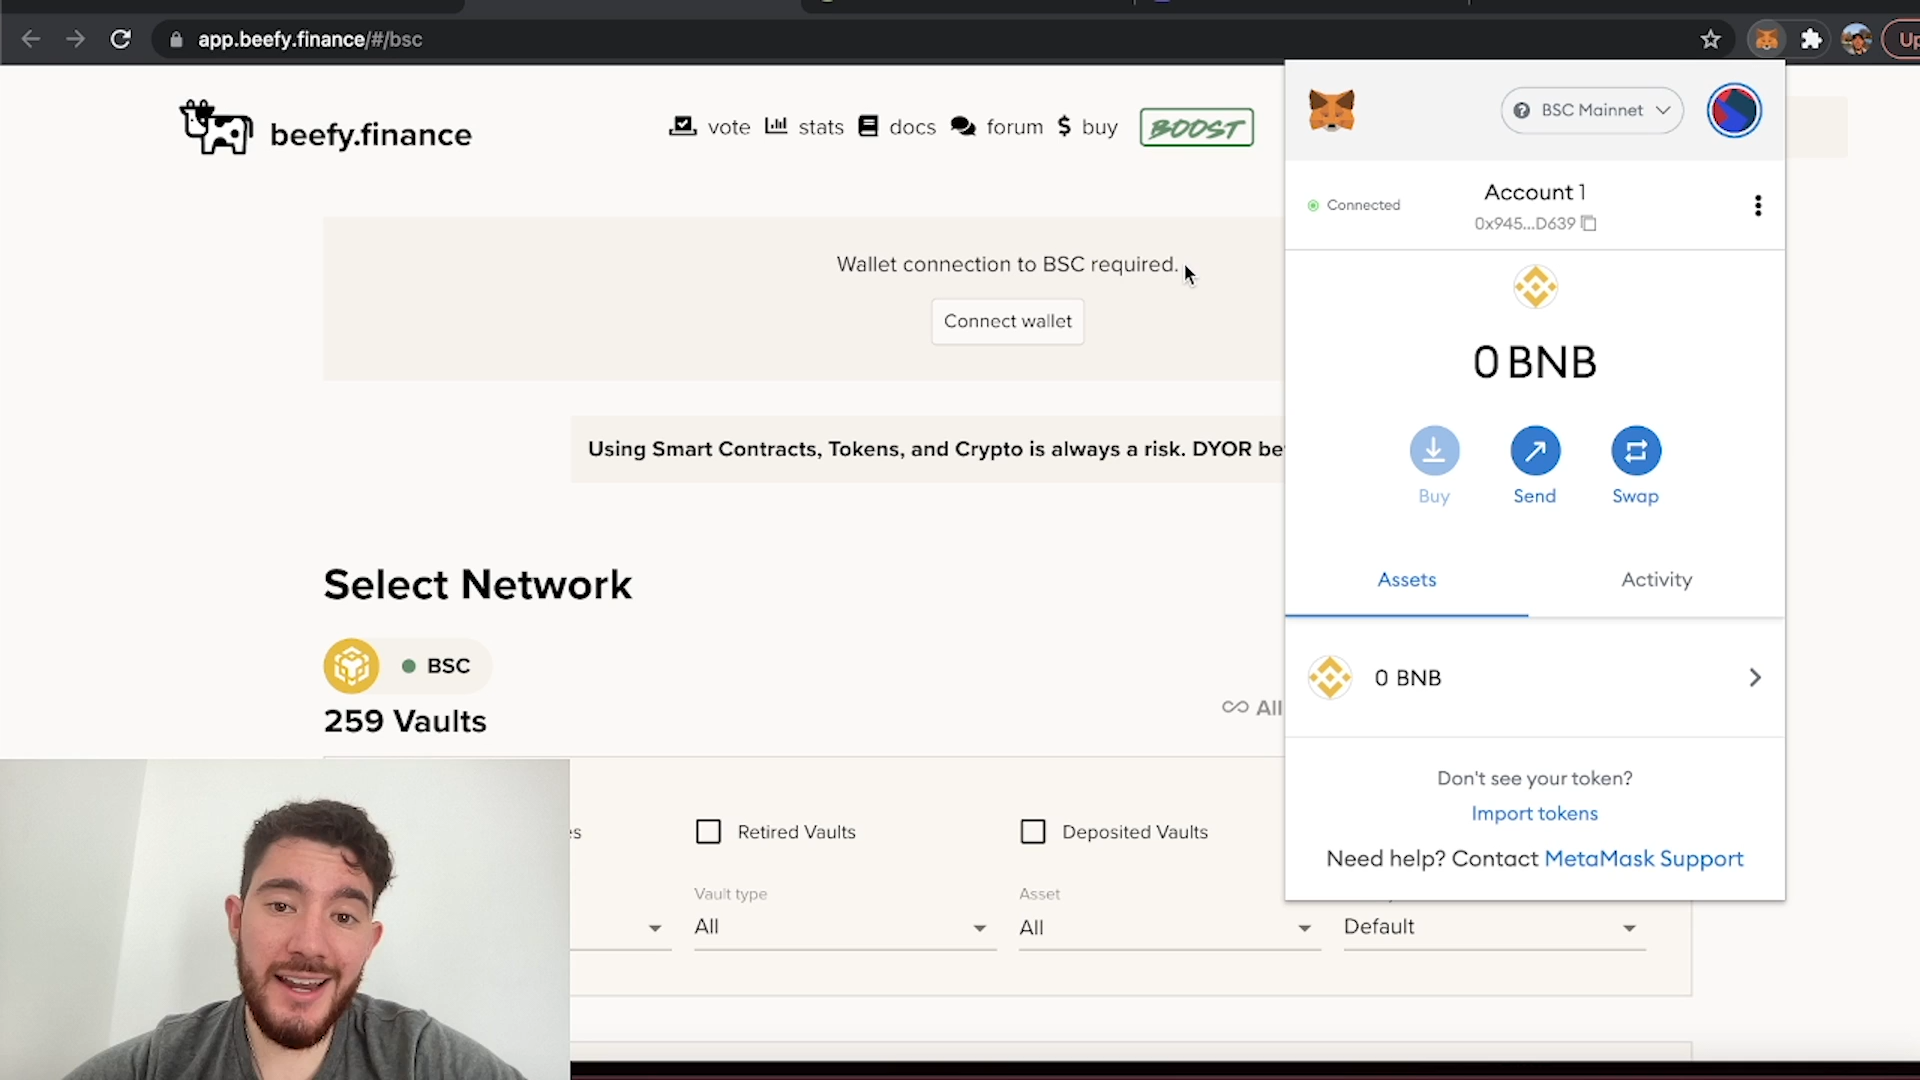 app.beefy.finance/#/bsc
beefy.finance
vote stats docs forum $ buy BOOST
Wallet connection to BSC required.
Connect wallet
Using Smart Contracts, Tokens, and Crypto is always a risk. DYOR be
Select Network
BSC
259 Vaults
All
Retired Vaults
Deposited Vaults
Vault type
All
Asset
All
Default
BSC Mainnet
Connected
Account 1
0x945...D639
0 BNB
Buy
Send
Swap
Assets
Activity
0 BNB
Don't see your token?
Import tokens
Need help? Contact MetaMask Support